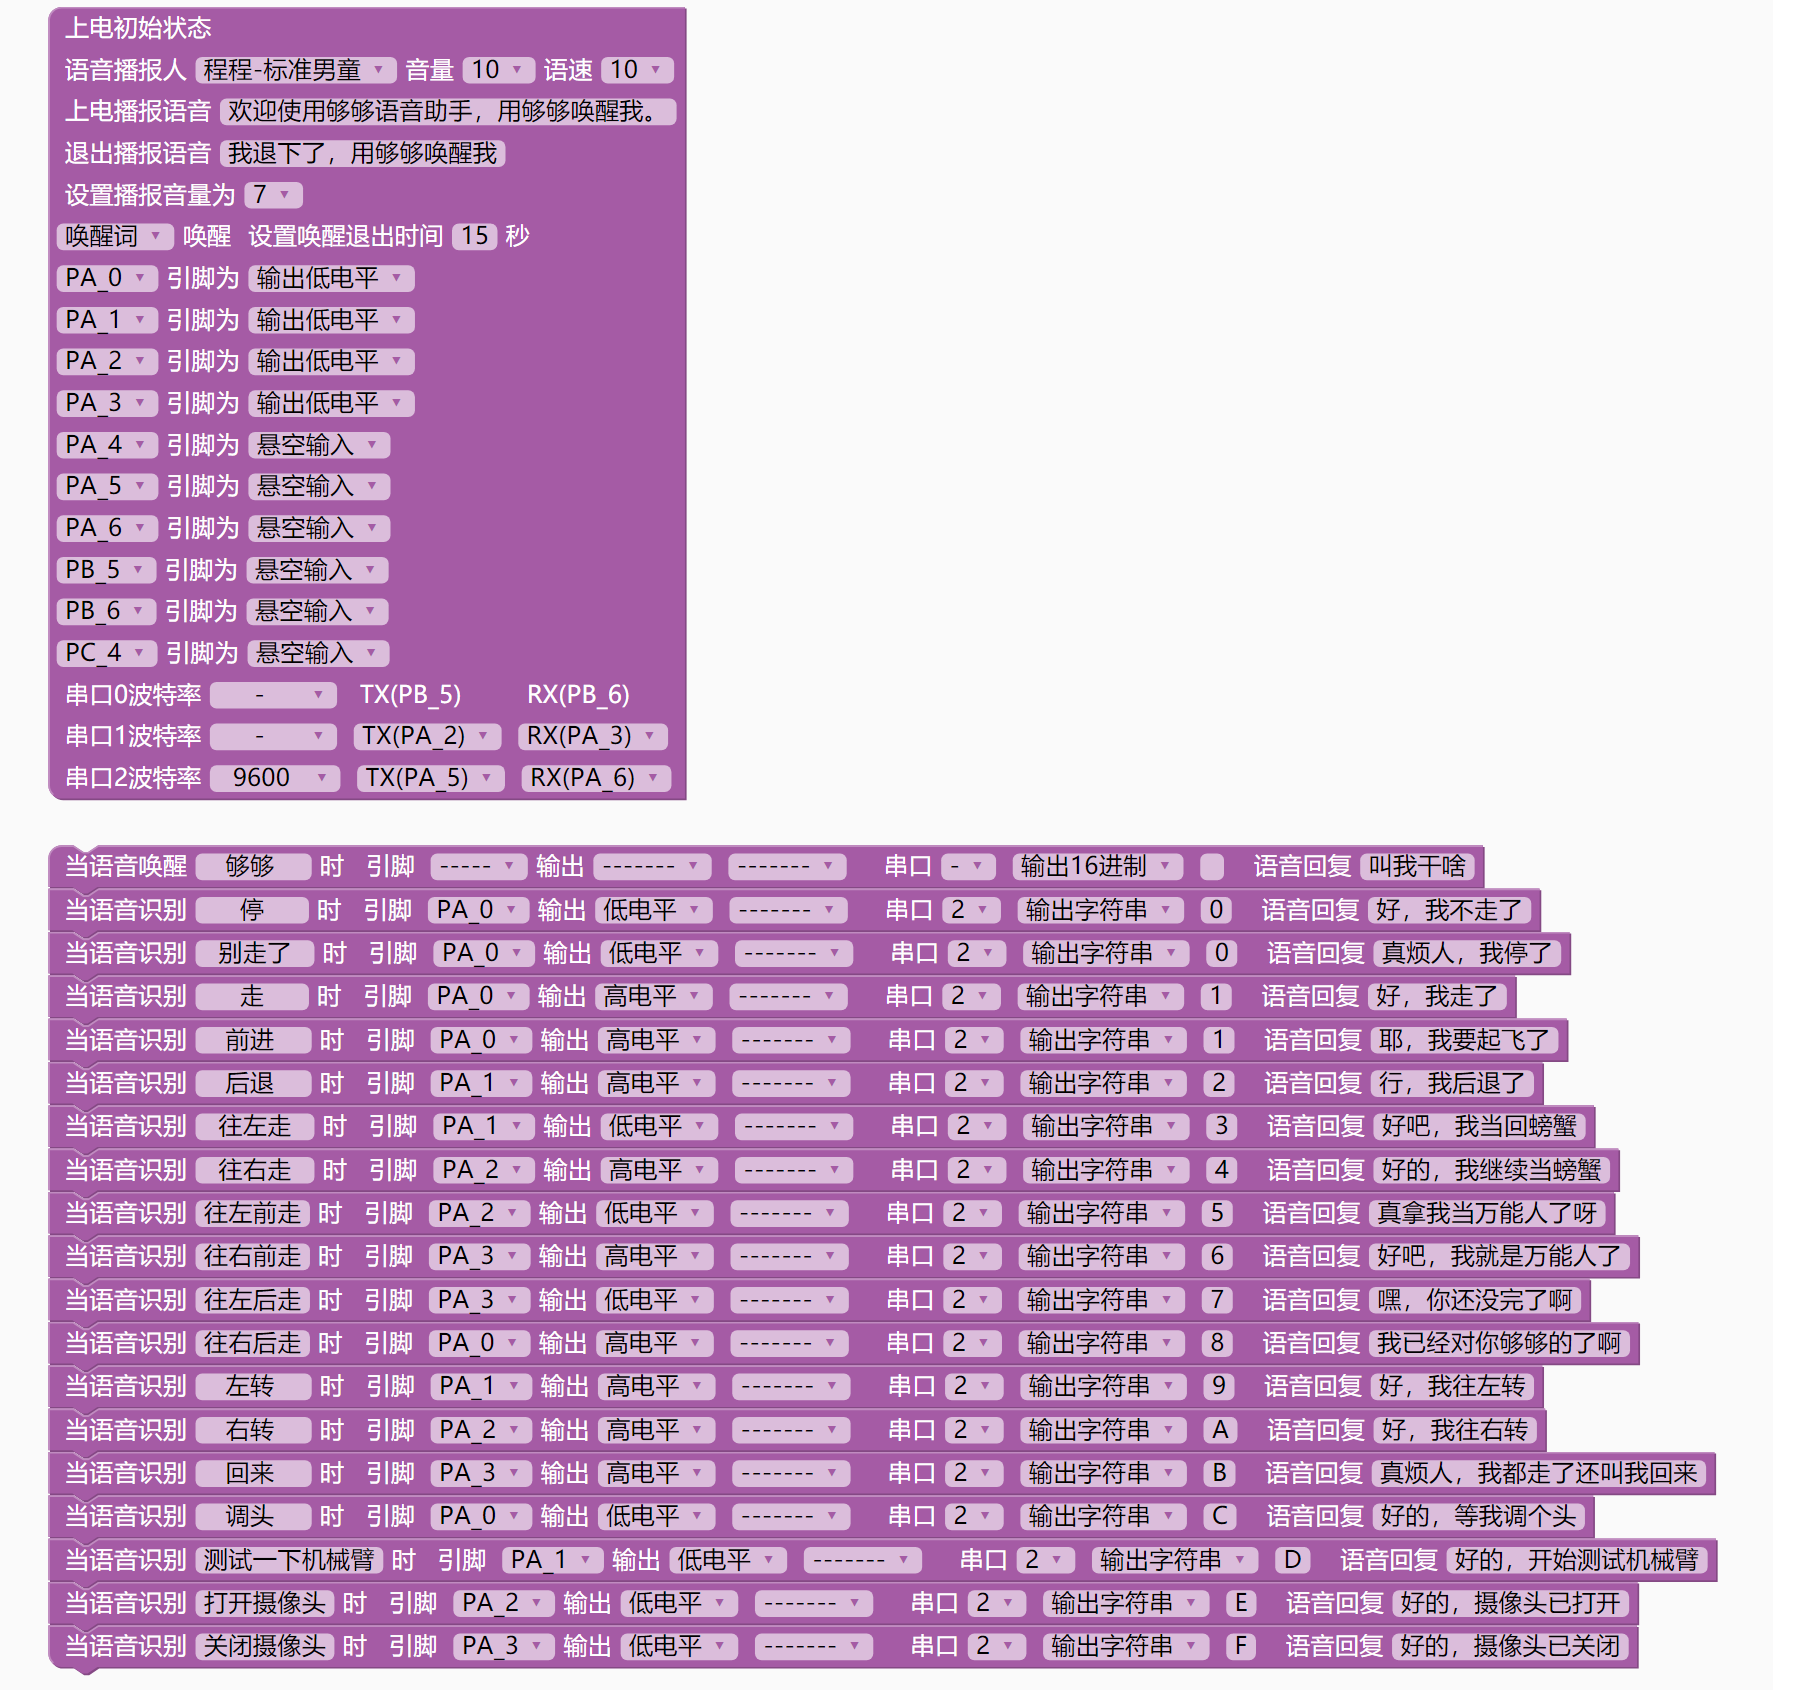 上电初始状态
语音播报人 程程-标准男童 音量 10 语速 10
上电播报语音 欢迎使用够够语音助手，用够够唤醒我。
退出播报语音 我退下了，用够够唤醒我
设置播报音量为 7
唤醒词 唤醒 设置唤醒退出时间 15 秒
PA_0 引脚为 输出低电平
PA_1 引脚为 输出低电平
PA_2 引脚为 输出低电平
PA_3 引脚为 输出低电平
PA_4 引脚为 悬空输入
PA_5 引脚为 悬空输入
PA_6 引脚为 悬空输入
PB_5 引脚为 悬空输入
PB_6 引脚为 悬空输入
PC_4 引脚为 悬空输入
串口0波特率 - TX(PB_5) RX(PB_6)
串口1波特率 - TX(PA_2) RX(PA_3)
串口2波特率 9600 TX(PA_5) RX(PA_6)
当语音唤醒 够够 时 引脚 ----- 输出 ------- ------- 串口 - 输出16进制 语音回复 叫我干啥
当语音识别 停 时 引脚 PA_0 输出 低电平 ------- 串口 2 输出字符串 0 语音回复 好，我不走了
当语音识别 别走了 时 引脚 PA_0 输出 低电平 ------- 串口 2 输出字符串 0 语音回复 真烦人，我停了
当语音识别 走 时 引脚 PA_0 输出 高电平 ------- 串口 2 输出字符串 1 语音回复 好，我走了
当语音识别 前进 时 引脚 PA_0 输出 高电平 ------- 串口 2 输出字符串 1 语音回复 耶，我要起飞了
当语音识别 后退 时 引脚 PA_1 输出 高电平 ------- 串口 2 输出字符串 2 语音回复 行，我后退了
当语音识别 往左走 时 引脚 PA_1 输出 低电平 ------- 串口 2 输出字符串 3 语音回复 好吧，我当回螃蟹
当语音识别 往右走 时 引脚 PA_2 输出 高电平 ------- 串口 2 输出字符串 4 语音回复 好的，我继续当螃蟹
当语音识别 往左前走 时 引脚 PA_2 输出 低电平 ------- 串口 2 输出字符串 5 语音回复 真拿我当万能人了呀
当语音识别 往右前走 时 引脚 PA_3 输出 高电平 ------- 串口 2 输出字符串 6 语音回复 好吧，我就是万能人了
当语音识别 往左后走 时 引脚 PA_3 输出 低电平 ------- 串口 2 输出字符串 7 语音回复 嘿，你还没完了啊
当语音识别 往右后走 时 引脚 PA_0 输出 高电平 ------- 串口 2 输出字符串 8 语音回复 我已经对你够够的了啊
当语音识别 左转 时 引脚 PA_1 输出 高电平 ------- 串口 2 输出字符串 9 语音回复 好，我往左转
当语音识别 右转 时 引脚 PA_2 输出 高电平 ------- 串口 2 输出字符串 A 语音回复 好，我往右转
当语音识别 回来 时 引脚 PA_3 输出 高电平 ------- 串口 2 输出字符串 B 语音回复 真烦人，我都走了还叫我回来
当语音识别 调头 时 引脚 PA_0 输出 低电平 ------- 串口 2 输出字符串 C 语音回复 好的，等我调个头
当语音识别 测试一下机械臂 时 引脚 PA_1 输出 低电平 ------- 串口 2 输出字符串 D 语音回复 好的，开始测试机械臂
当语音识别 打开摄像头 时 引脚 PA_2 输出 低电平 ------- 串口 2 输出字符串 E 语音回复 好的，摄像头已打开
当语音识别 关闭摄像头 时 引脚 PA_3 输出 低电平 ------- 串口 2 输出字符串 F 语音回复 好的，摄像头已关闭